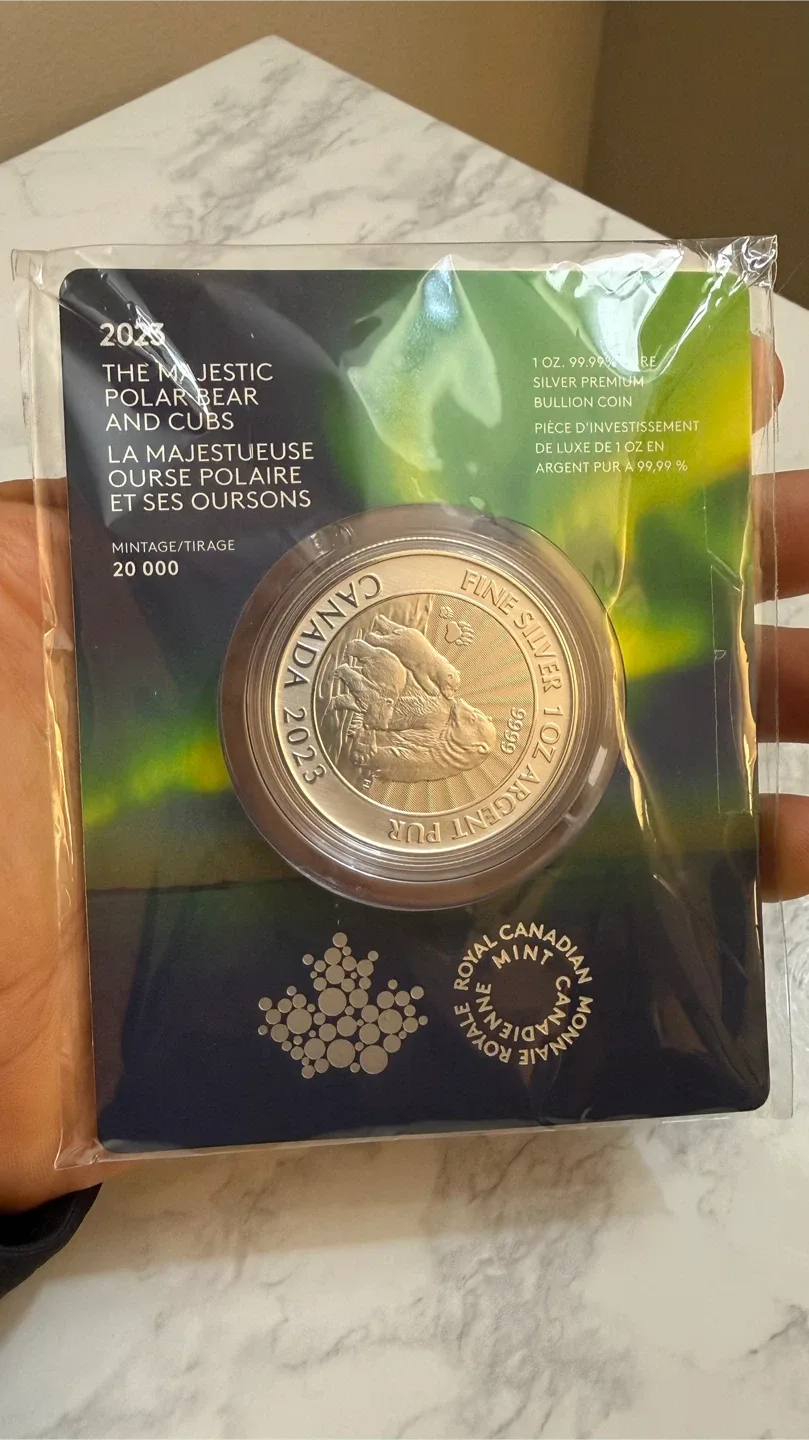 2023
THE MAJESTIC
POLAR BEAR
AND CUBS
LA MAJESTUEUSE
OURSE POLAIRE
ET SES OURSONS
MINTAGE/TIRAGE
20 000
1 OZ. 99.99%
SILVER PREMIUM
BULLION COIN
PIÈCE D'INVESTISSEMENT
DE LUXE DE 1 OZ EN
ARGENT PUR À 99,99 %
CANADA 2023
FINE SILVER 1 OZ ARGENT PUR
9999
ROYAL CANADIAN MINT
MONNAIE ROYALE CANADIENNE